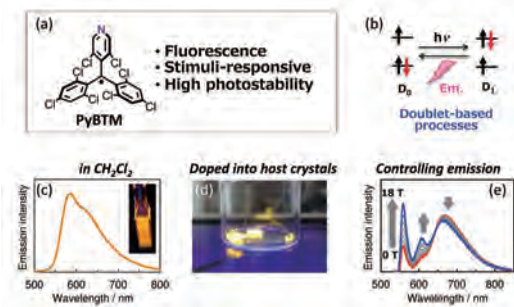 (a)
N
Cl
Cl
Cl
Cl
Cl
Cl
Cl
Cl
PyBTM
• Fluorescence
• Stimuli-responsive
• High photostability
(b)
hν
Em.
D0
D1
Doublet-based
processes
in CH2Cl2
(c)
Emission intensity
500 600 700 800
Wavelength / nm
Doped into host crystals
(d)
Controlling emission
(e)
Emission intensity
18 T
0 T
500 600 700 800
Wavelength / nm